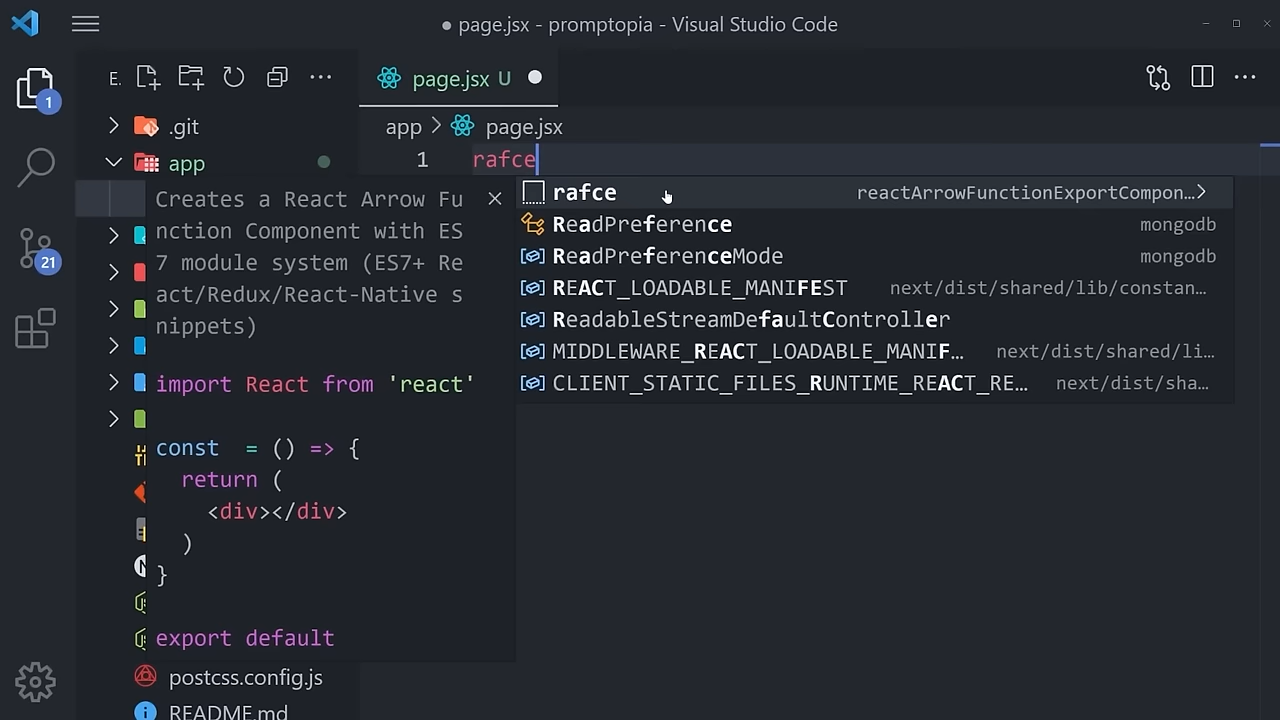 page.jsx - promptopia - Visual Studio Code
1
21
E.
.git
app
postcss.config.js
README.md
page.jsx U
app > page.jsx
1 rafce
Creates a React Arrow Fu
nction Component with ES
7 module system (ES7+ Re
act/Redux/React-Native s
nippets)
import React from 'react'
const  = () => {
return (
<div></div>
)
}
export default
rafce reactArrowFunctionExportCompon…
ReadPreference mongodb
ReadPreferenceMode mongodb
REACT_LOADABLE_MANIFEST next/dist/shared/lib/constan…
ReadableStreamDefaultController
MIDDLEWARE_REACT_LOADABLE_MANIF… next/dist/shared/li…
CLIENT_STATIC_FILES_RUNTIME_REACT_RE… next/dist/sha…